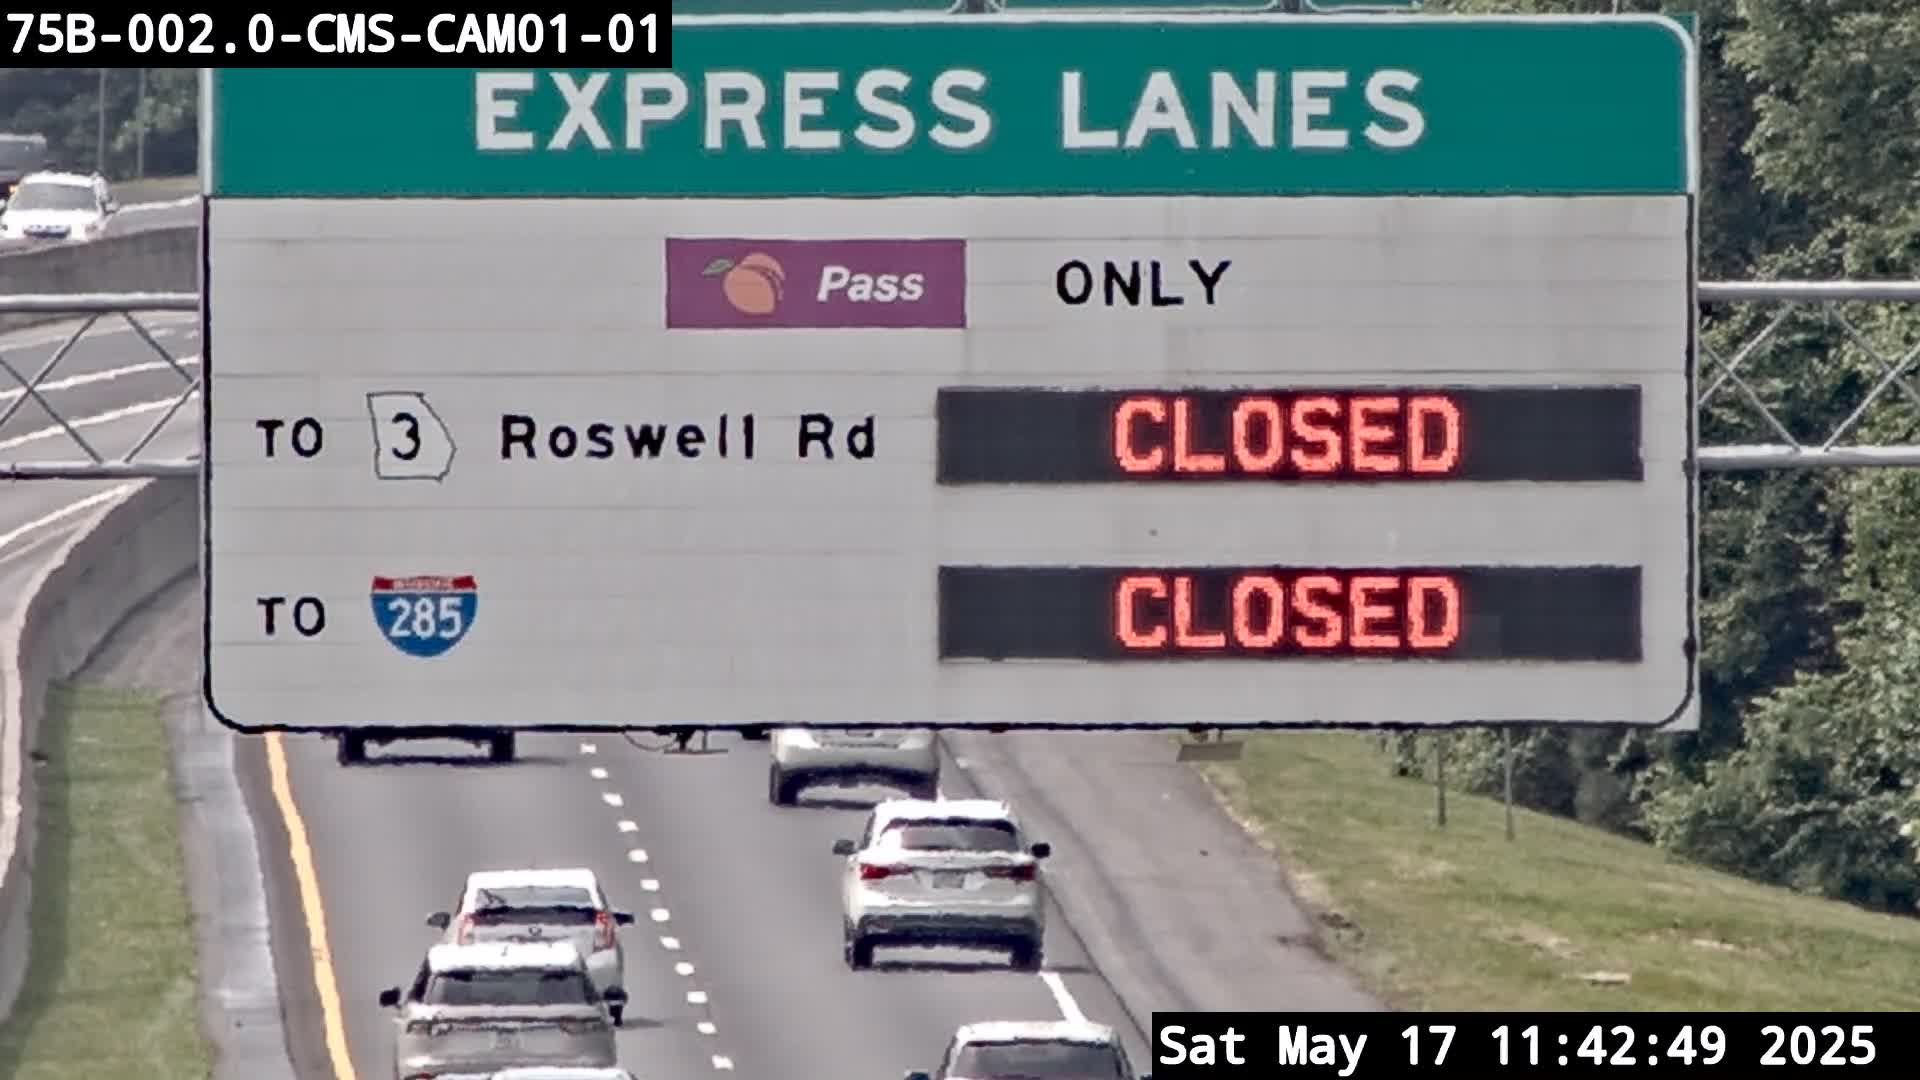 75B-002.0-CMS-CAM01-01
EXPRESS LANES
Pass ONLY
TO 3 Roswell Rd CLOSED
TO 285 CLOSED
Sat May 17 11:42:49 2025